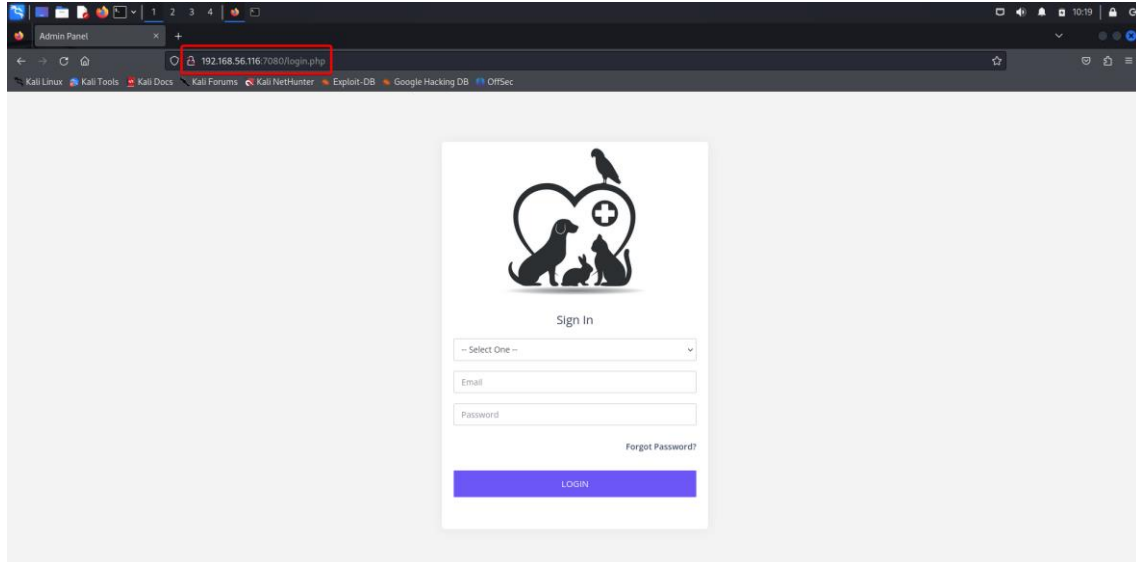 1 2 3 4
10:19
Admin Panel
192.168.56.116:7080/login.php
Kali Linux Kali Tools Kali Docs Kali Forums Kali NetHunter Exploit-DB Google Hacking DB OffSec
Sign In
-- Select One --
Email
Password
Forgot Password?
LOGIN